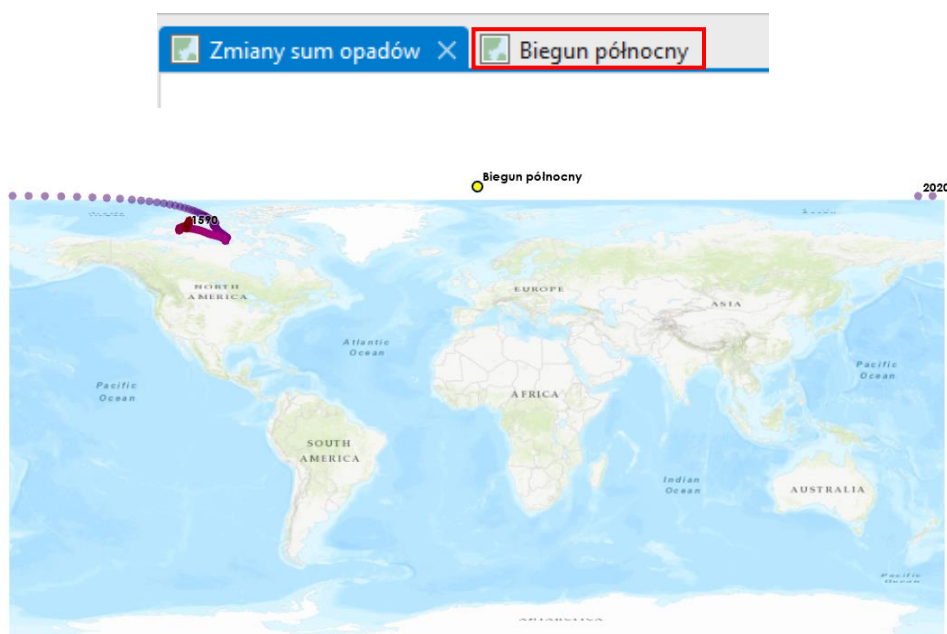 Zmiany sum opadów
Biegun północny
Biegun północny
2020
1590
NORTH
AMERICA
EUROPE
ASIA
Atlantic
Ocean
Pacific
Ocean
Pacific
Ocean
AFRICA
SOUTH
AMERICA
Indian
Ocean
AUSTRALIA